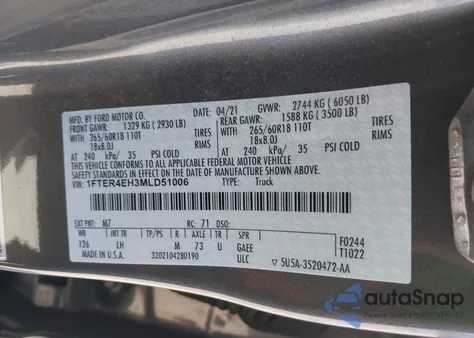 MFD. BY FORD MOTOR CO. 04/21 GVWR: 2744 KG ( 6050 LB)
FRONT GAWR: 1329 KG ( 2930 LB) REAR GAWR: 1588 KG ( 3500 LB)
WITH 265/60R18 110T TIRES WITH 265/60R18 110T TIRES
18x8.0J RIMS 18x8.0J RIMS
AT 240 kPa/ 35 PSI COLD AT 240 kPa/ 35 PSI COLD
THIS VEHICLE CONFORMS TO ALL APPLICABLE FEDERAL MOTOR VEHICLE SAFETY AND
THEFT PREVENTION STANDARDS IN EFFECT ON THE DATE OF MANUFACTURE SHOWN ABOVE.
VIN: 1FTER4EH3MLD51006 TYPE: Truck
EXT PNT: M7 RC: 71 DSO:
WB INT TR TP/PS R AXLE TR SPR
126 LH M 73 U GAEE F0244
MADE IN U.S.A. 3202104280190 ULC T1022
5U5A-3520472-AA
autoSnap